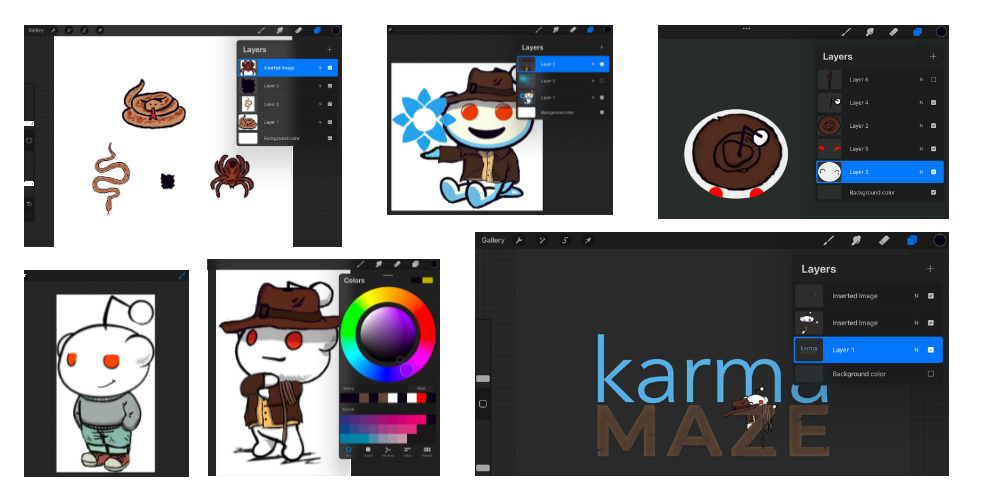 Gallery
Layers
Inserted Image
Layer 3
Layer 2
Layer 1
Background color
Layers
Layer 2
Layer 3
Layer 1
Background color
Layers
Layer 6 N
Layer 4 N
Layer 2 N
Layer 5 N
Layer 3 N
Background color
Colors
Gallery
Layers
Inserted Image N
Inserted Image N
Layer 1 N
Background color
karma
MAZE